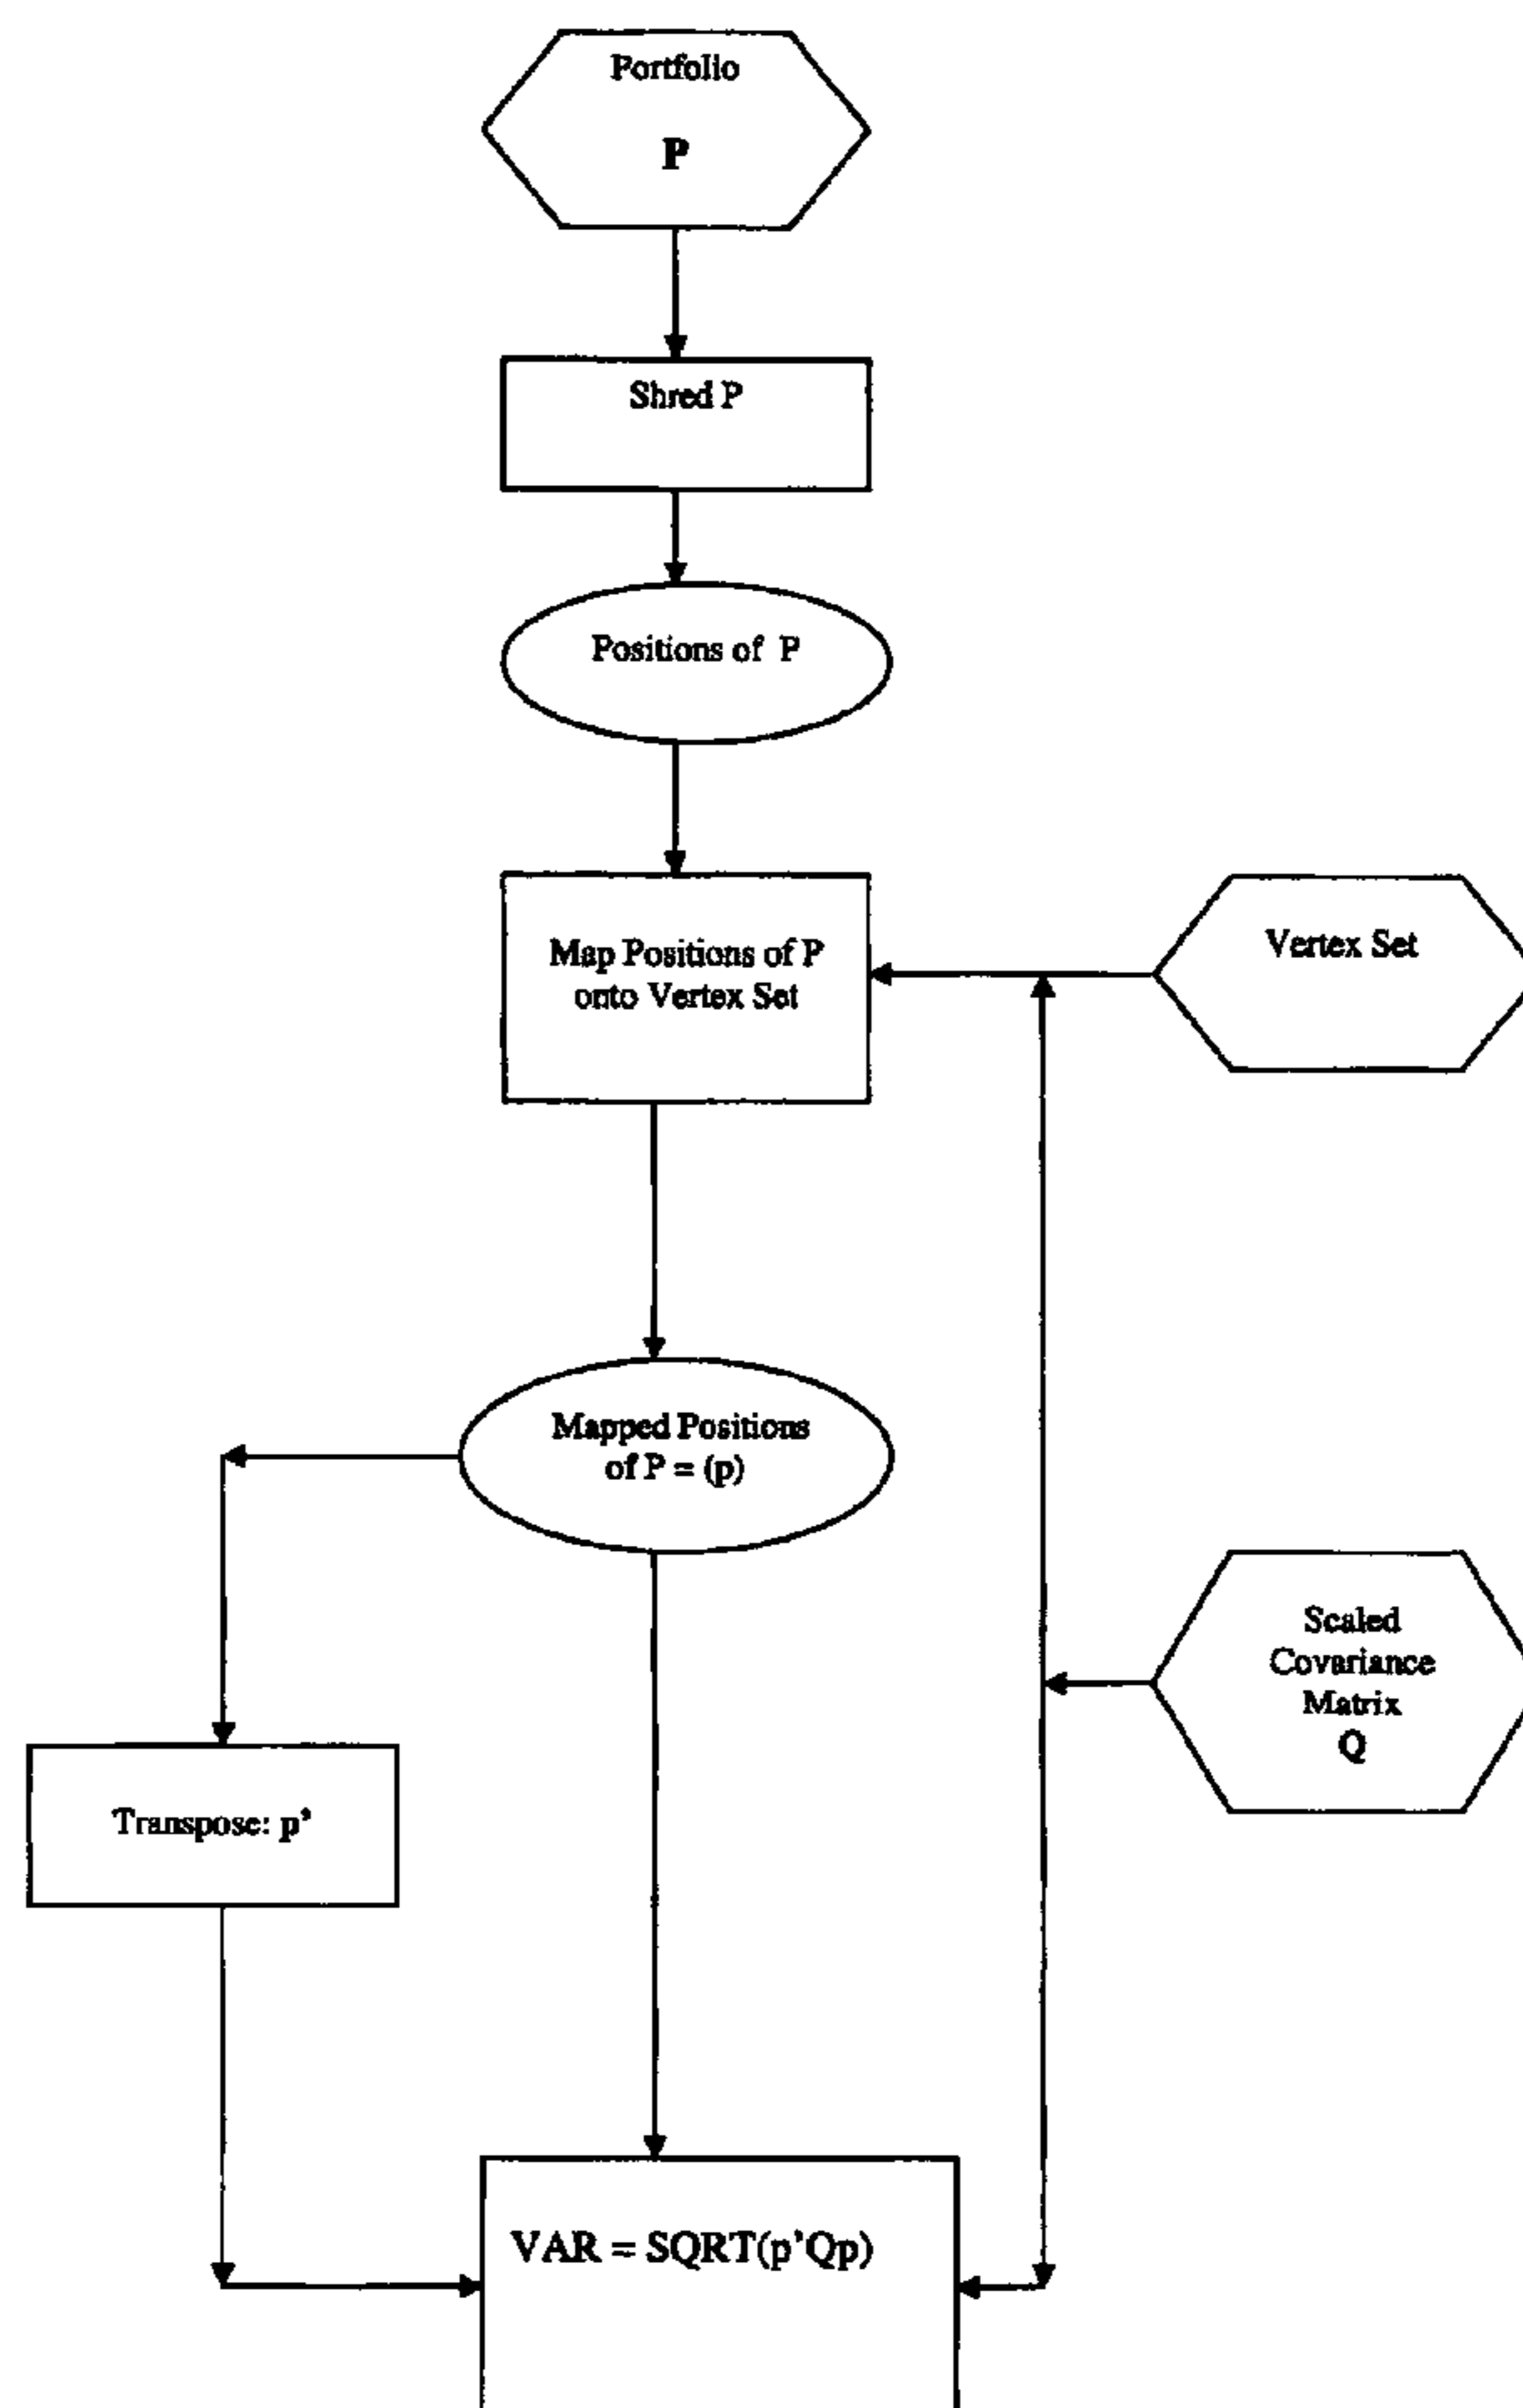 Portfolio
P
Shred P
Positions of P
Map Positions of P
onto Vertex Set
Vertex Set
Mapped Positions
of P = (p)
Scaled
Covariance
Matrix
Q
Transpose: p'
VAR = SQRT(p'Qp)